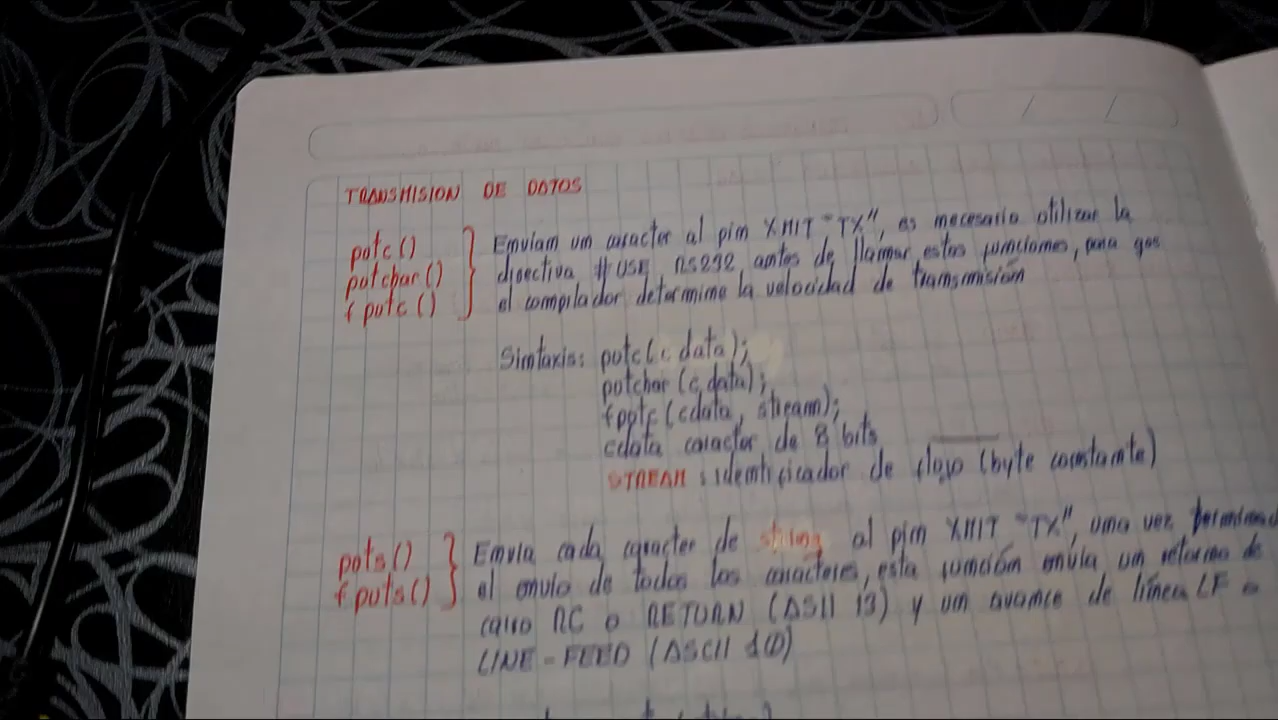 TRANSMISION DE DATOS
putc()
putchar()
fputc()
Envian un caracter al pin XMIT "TX", es necesario utilizar la
directiva #USE RS232 antes de llamar estas funciones, para que
el compilador determine la velocidad de transmisión
Sintaxis: putc(c data);
putchar (c data);
fputc (cdata, stream);
cdata caracter de 8 bits
STREAM : identificador de flujo (byte constante)
puts()
fputs()
Envia cada caracter de string al pin XMIT "TX", una vez
el envio de todos los caracteres, esta función envia un retorno de
carro RC o RETURN (ASII 13) y un avance de línea LF o
LINE-FEED (ASCII 10)